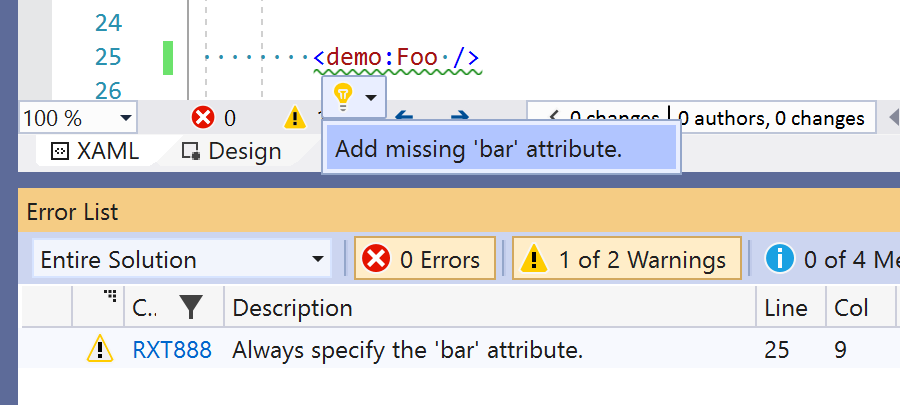 24
25 <demo:Foo />
26
100 % 0 0 changes | 0 authors, 0 changes
XAML Design
Add missing 'bar' attribute.
Error List
Entire Solution 0 Errors 1 of 2 Warnings 0 of 4 Me
C.. Description Line Col
RXT888 Always specify the 'bar' attribute. 25 9